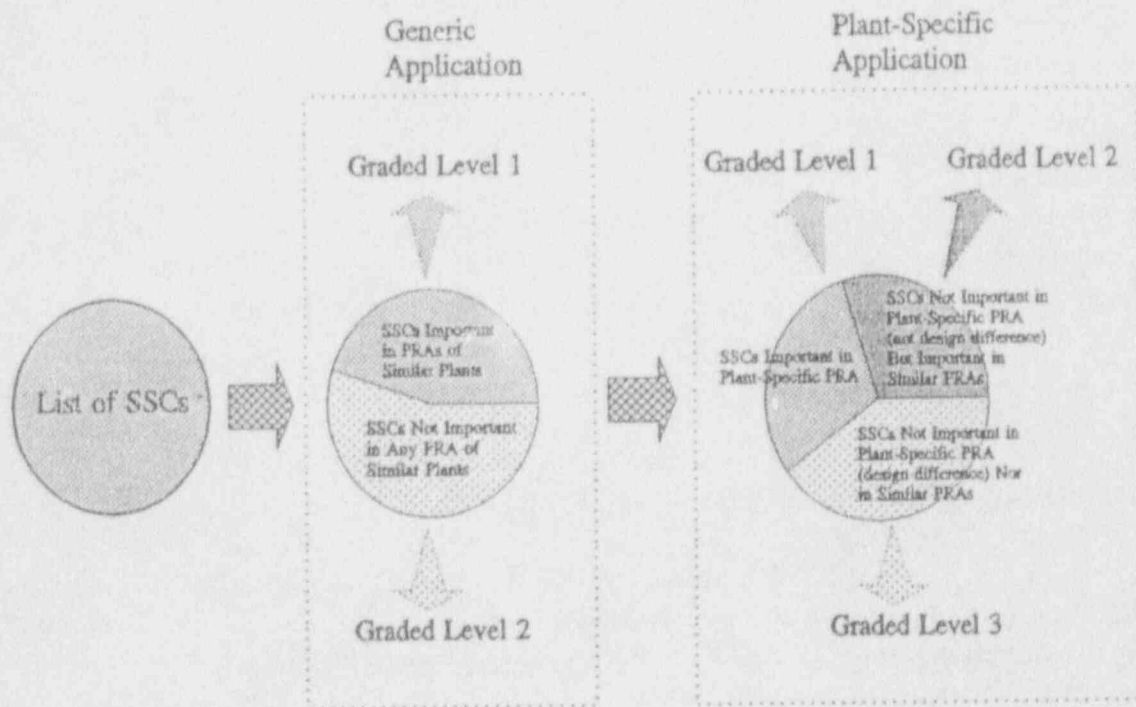 Generic
Application
Plant-Specific
Application
Graded Level 1
Graded Level 1
Graded Level 2
List of SSCs
SSCs Important
in PRAs of
Similar Plants
SSCs Not Important
in Any PRA of
Similar Plants
SSCs Important in
Plant-Specific PRA
SSCs Not Important in
Plant-Specific PRA
(not design difference)
But Important in
Similar PRAs
SSCs Not Important in
Plant-Specific PRA
(design difference) Nor
in Similar PRAs
Graded Level 2
Graded Level 3